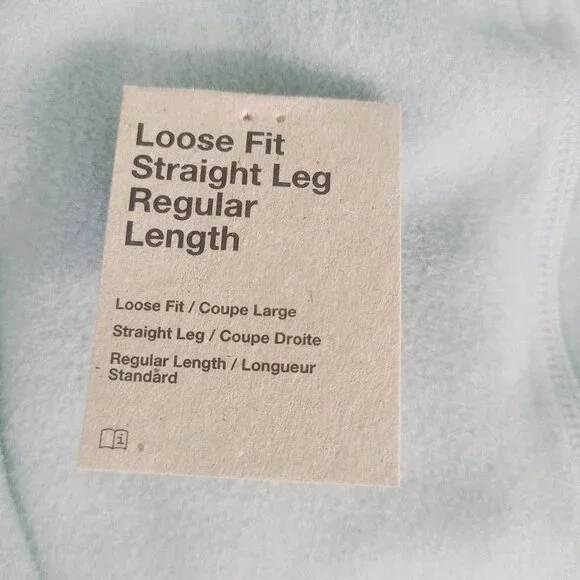 Loose Fit
Straight Leg
Regular
Length
Loose Fit / Coupe Large
Straight Leg / Coupe Droite
Regular Length / Longueur
Standard
i